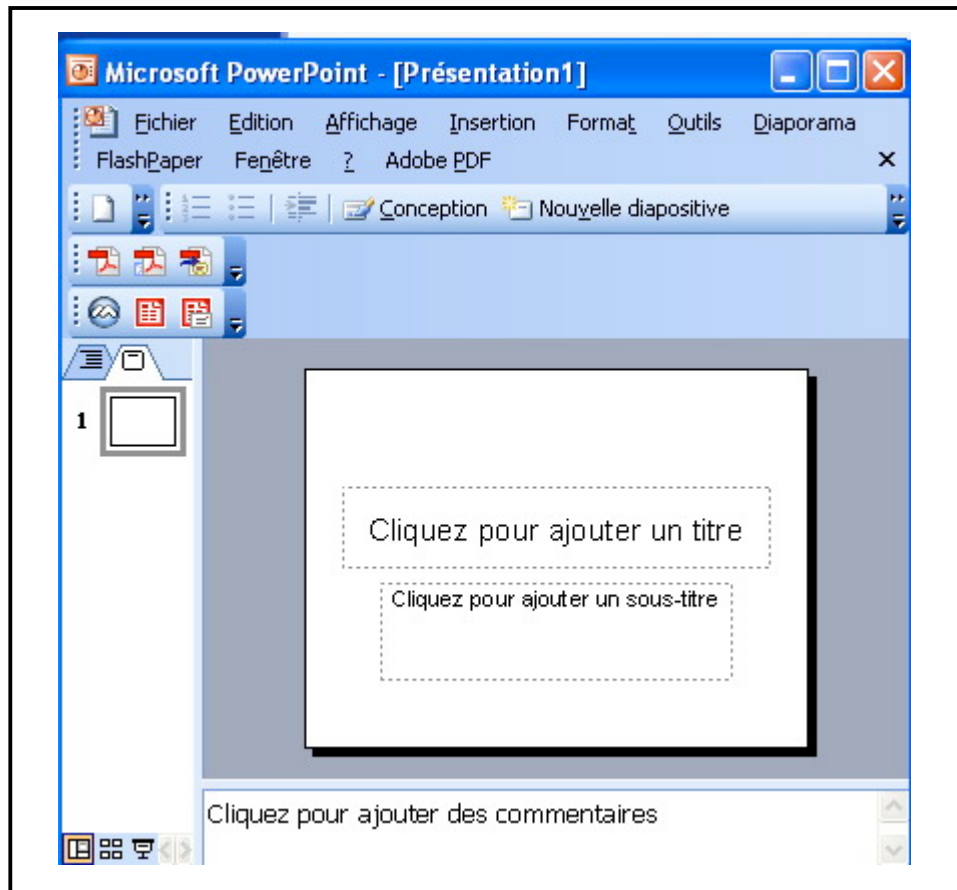 Microsoft PowerPoint - [Présentation1]
Fichier Edition Affichage Insertion Format Outils Diaporama
FlashPaper Fenêtre ? Adobe PDF
Conception Nouvelle diapositive
1
Cliquez pour ajouter un titre
Cliquez pour ajouter un sous-titre
Cliquez pour ajouter des commentaires